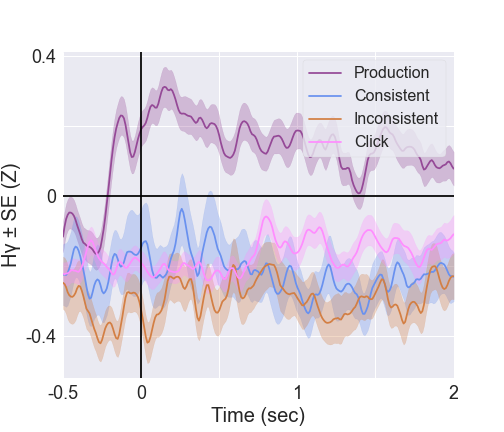 0.4
Production
Consistent
Inconsistent
Click
0
Hγ ± SE (Z)
-0.4
-0.5
0
1
2
Time (sec)